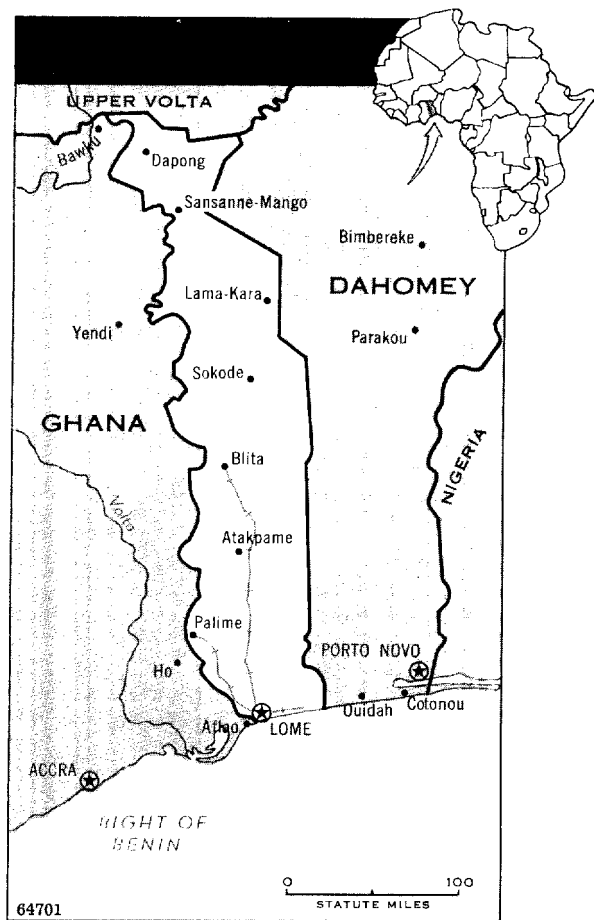 UPPER VOLTA
Bawku
Dapong
Sansanne-Mango
Bimbereke
Lama-Kara
DAHOMEY
Yendi
Parakou
Sokode
GHANA
Blita
NIGERIA
Volta
Atakpame
Palime
PORTO NOVO
Ho
Ouidah
Cotonou
Aflao
LOME
ACCRA
BIGHT OF
BENIN
0 100
STATUTE MILES
64701